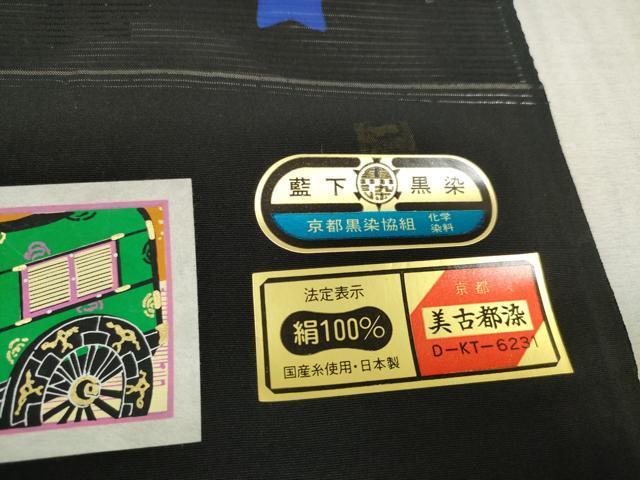 藍下黒染
京都黒染協組 化学染料
法定表示
絹100%
国産糸使用・日本製
京都
美古都染
D-KT-6231